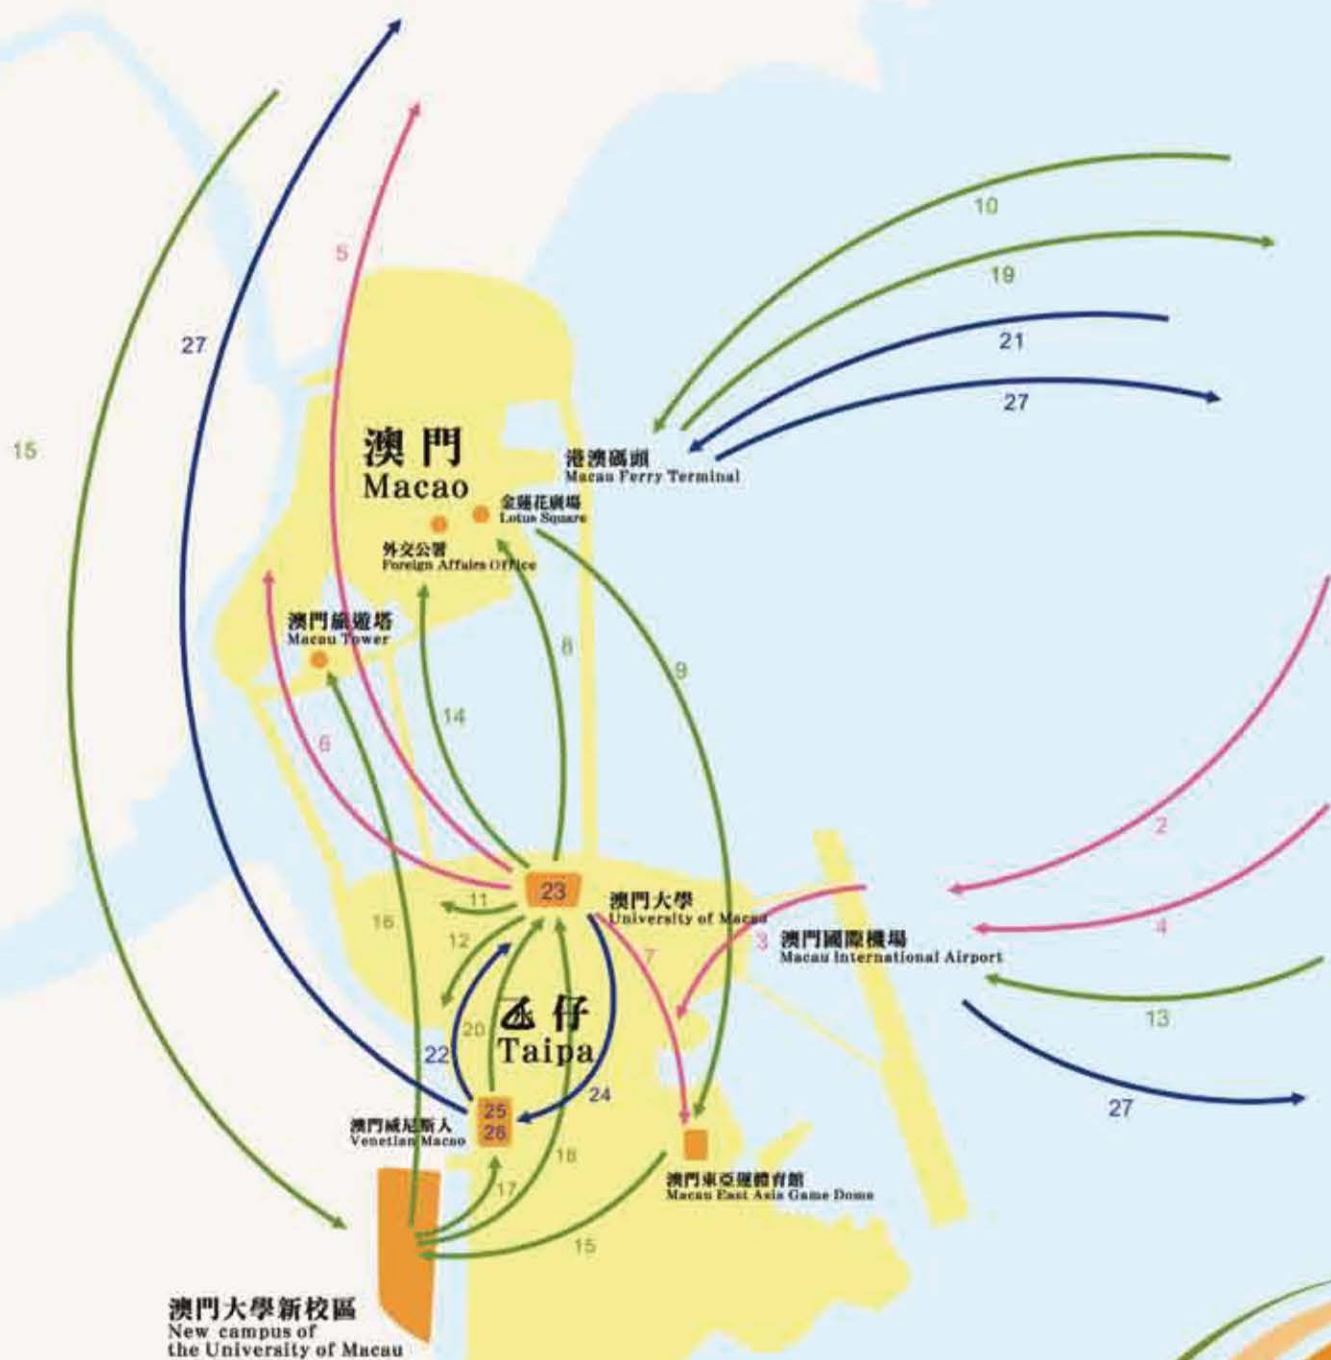 10
5
19
27
21
27
15
澳門
Macao
港澳碼頭
Macau Ferry Terminal
金蓮花廣場
Lotus Square
外交公署
Foreign Affairs Office
澳門旅遊塔
Macau Tower
8
9
14
6
2
23
澳門大學
University of Macau
11
16
12
3
7
4
澳門國際機場
Macau International Airport
氹仔
Taipa
20
22
13
24
27
25
26
澳門威尼斯人
Venetian Macao
18
17
澳門東亞運體育館
Macau East Asia Game Dome
15
澳門大學新校區
New campus of
the University of Macau